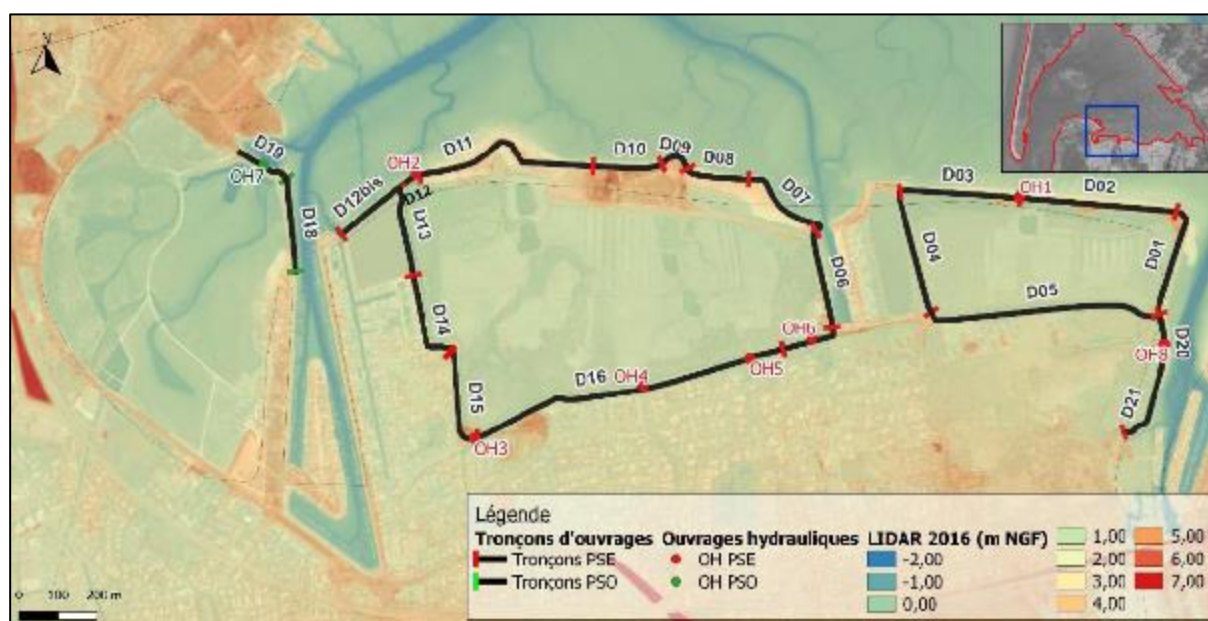 N
D19
OH7
D18
D12bis
OH2
D12
D11
D13
D14
D15
OH3
D16
OH4
OH5
OH6
D10
D09
D08
D07
D06
D03
OH1
D02
D04
D01
D05
D20
OH8
D21
0 100 200 m
Légende
Tronçons d'ouvrages Ouvrages hydrauliques LIDAR 2016 (m NGF)
Tronçons PSE OH PSE -2,00 1,00 5,00
Tronçons PSO OH PSO -1,00 2,00 6,00
0,00 3,00 7,00
4,00